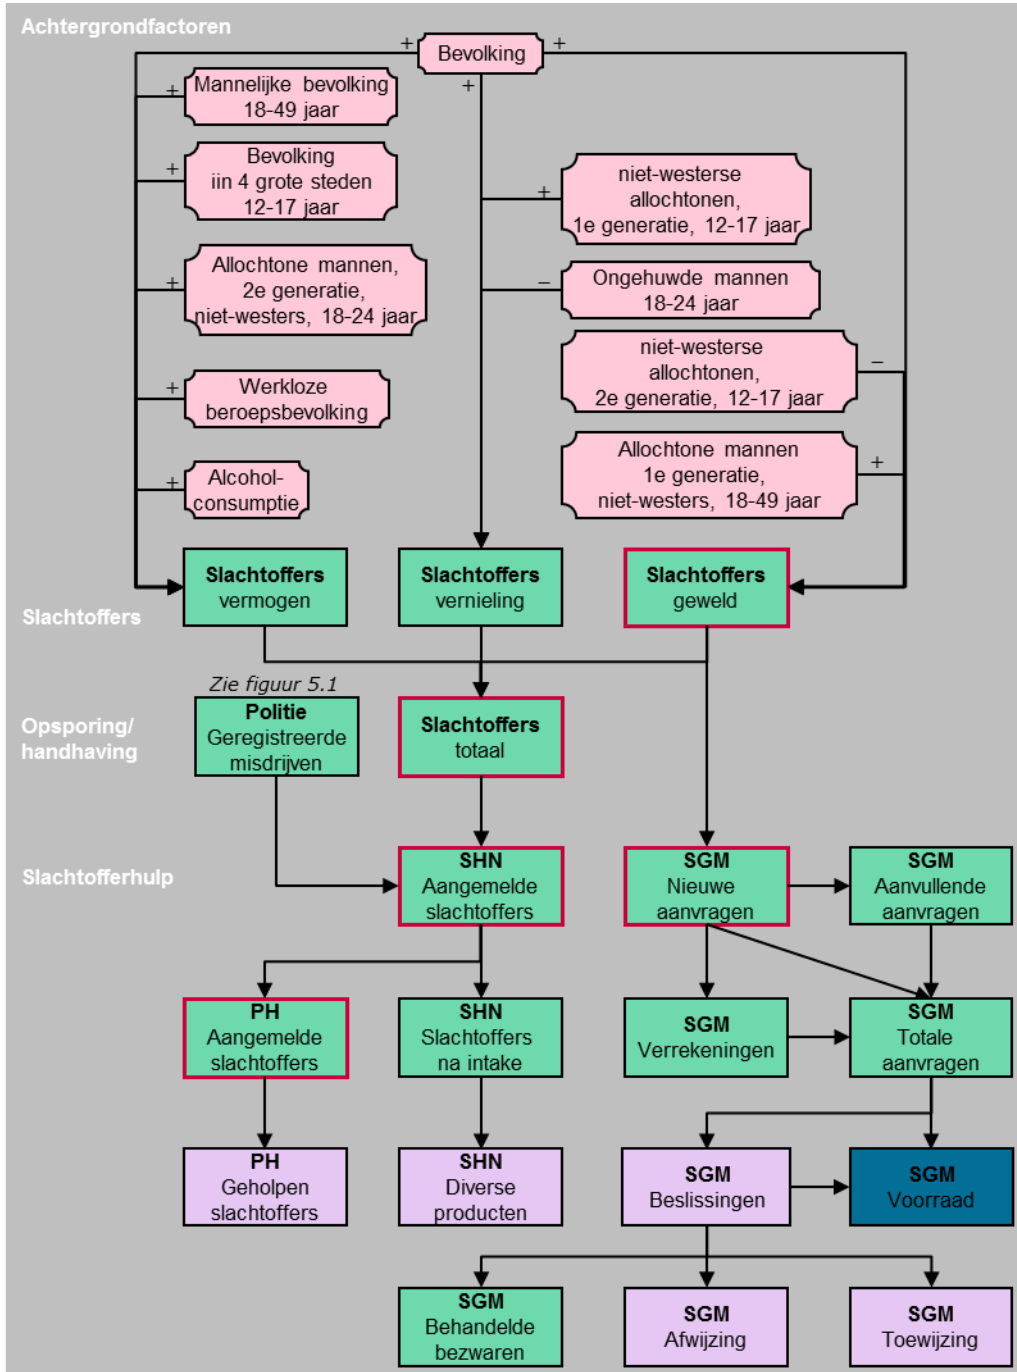 Achtergrondfactoren
+
Bevolking
+
+
+
Mannelijke bevolking
18-49 jaar
+
Bevolking
iin 4 grote steden
12-17 jaar
+
niet-westerse
allochtonen,
1e generatie, 12-17 jaar
+
Allochtone mannen,
2e generatie,
niet-westers, 18-24 jaar
–
Ongehuwde mannen
18-24 jaar
niet-westerse
allochtonen,
2e generatie, 12-17 jaar
–
+
Werkloze
beroepsbevolking
Allochtone mannen
1e generatie,
niet-westers, 18-49 jaar
+
+
Alcohol-
consumptie
Slachtoffers
vermogen
Slachtoffers
vernieling
Slachtoffers
geweld
Slachtoffers
Zie figuur 5.1
Opsporing/
handhaving
Politie
Geregistreerde
misdrijven
Slachtoffers
totaal
Slachtofferhulp
SHN
Aangemelde
slachtoffers
SGM
Nieuwe
aanvragen
SGM
Aanvullende
aanvragen
PH
Aangemelde
slachtoffers
SHN
Slachtoffers
na intake
SGM
Verrekeningen
SGM
Totale
aanvragen
PH
Geholpen
slachtoffers
SHN
Diverse
producten
SGM
Beslissingen
SGM
Voorraad
SGM
Behandelde
bezwaren
SGM
Afwijzing
SGM
Toewijzing